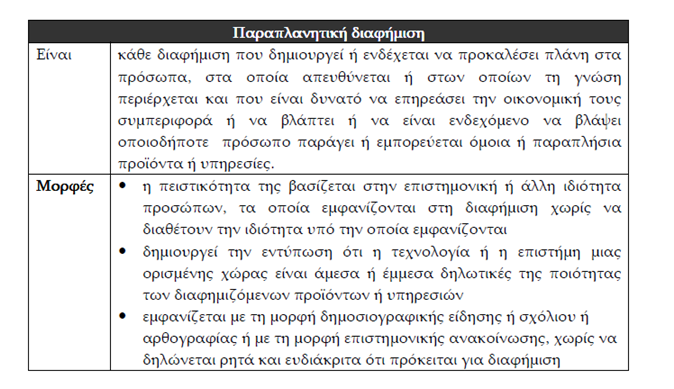 Παραπλανητική διαφήμιση
Είναι κάθε διαφήμιση που δημιουργεί ή ενδέχεται να προκαλέσει πλάνη στα
πρόσωπα, στα οποία απευθύνεται ή στων οποίων τη γνώση
περιέρχεται και που είναι δυνατό να επηρεάσει την οικονομική τους
συμπεριφορά ή να βλάπτει ή να είναι ενδεχόμενο να βλάψει
οποιοδήποτε πρόσωπο παράγει ή εμπορεύεται όμοια ή παραπλήσια
προϊόντα ή υπηρεσίες.
Μορφές • η πειστικότητα της βασίζεται στην επιστημονική ή άλλη ιδιότητα
προσώπων, τα οποία εμφανίζονται στη διαφήμιση χωρίς να
διαθέτουν την ιδιότητα υπό την οποία εμφανίζονται
• δημιουργεί την εντύπωση ότι η τεχνολογία ή η επιστήμη μιας
ορισμένης χώρας είναι άμεσα ή έμμεσα δηλωτικές της ποιότητας
των διαφημιζόμενων προϊόντων ή υπηρεσιών
• εμφανίζεται με τη μορφή δημοσιογραφικής είδησης ή σχόλιου ή
αρθογραφίας ή με τη μορφή επιστημονικής ανακοίνωσης, χωρίς να
δηλώνεται ρητά και ευδιάκριτα ότι πρόκειται για διαφήμιση